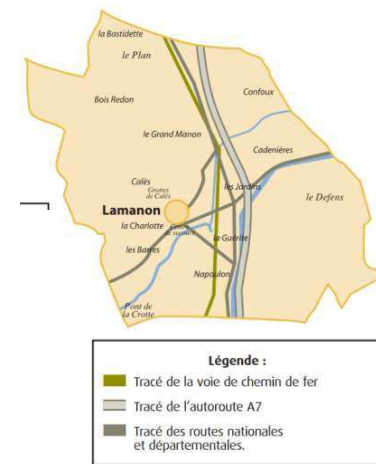 la Bastidette
le Plan
Bois Redon
Confoux
le Grand Manon
Cadenières
Calès
Grottes
de Calès
les Jardins
le Defens
Lamanon
la Charlotte
la Guérite
les Barres
Napoulon
Pont de
la Crotte
Légende :
Tracé de la voie de chemin de fer
Tracé de l'autoroute A7
Tracé des routes nationales
et départementales.